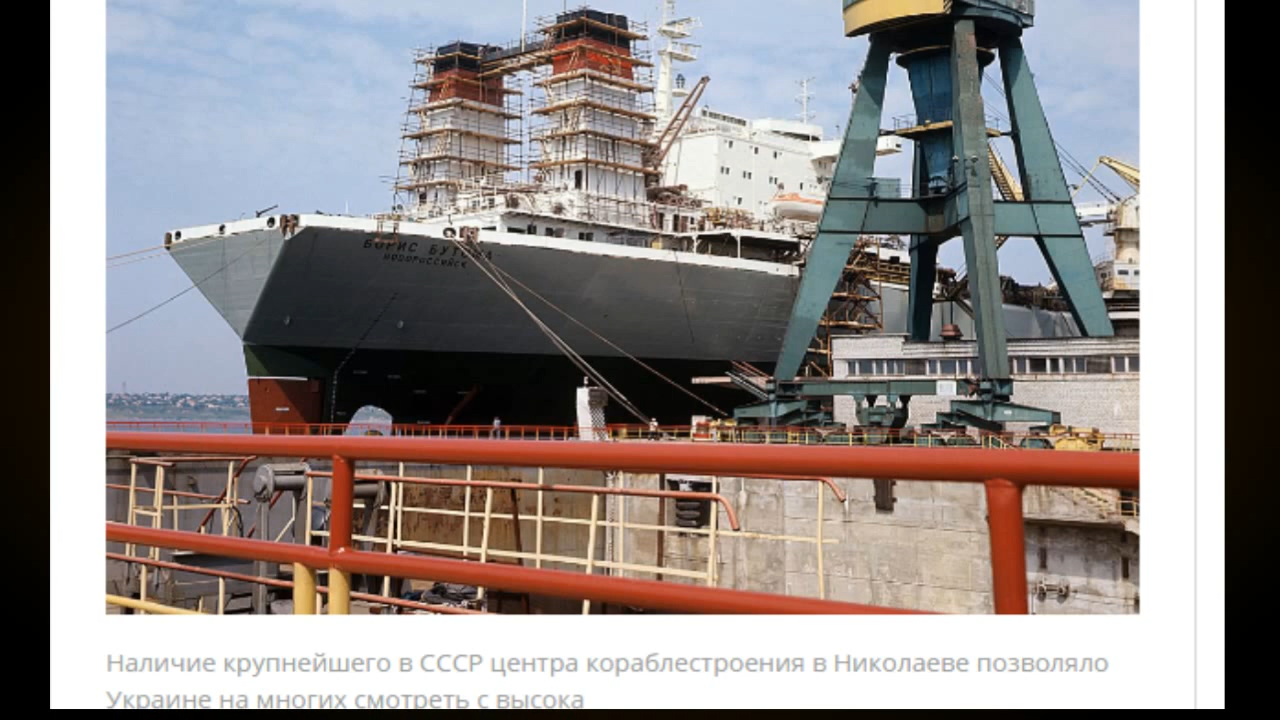 БОРИС БУТОМА
НОВОРОССИЙСК
Наличие крупнейшего в СССР центра кораблестроения в Николаеве позволяло
Украине на многих смотреть с высока